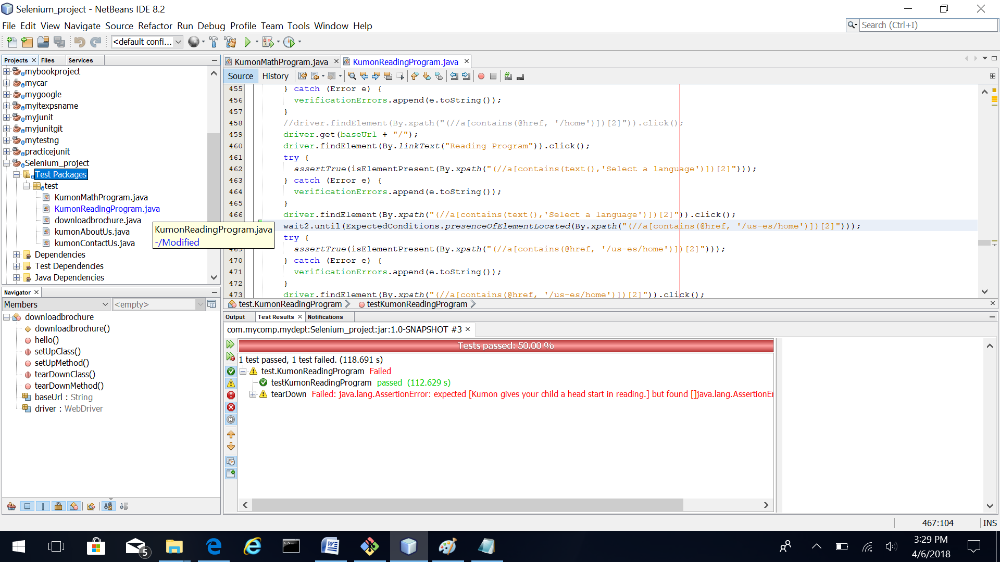 Selenium_project - NetBeans IDE 8.2
File Edit View Navigate Source Refactor Run Debug Profile Team Tools Window Help
Search (Ctrl+I)
<default confi...
Projects Files Services
mybookproject
mycar
mygoogle
myitexpsname
myjunit
myjunitgit
mytestng
practicejunit
Selenium_project
Test Packages
test
KumonMathProgram.java
KumonReadingProgram.java
downloadbrochure.java
kumonAboutUs.java
kumonContactUs.java
Dependencies
Test Dependencies
Java Dependencies
KumonReadingProgram.java
-/Modified
Navigator
Members <empty>
downloadbrochure
downloadbrochure()
hello()
setUpClass()
setUpMethod()
tearDownClass()
tearDownMethod()
baseUrl : String
driver : WebDriver
KumonMathProgram.java KumonReadingProgram.java
Source History
455 } catch (Error e) {
456 verificationErrors.append(e.toString());
457 }
458 //driver.findElement(By.xpath("(//a[contains(@href, '/home')])[2]")).click();
459 driver.get(baseUrl + "/");
460 driver.findElement(By.linkText("Reading Program")).click();
461 try {
462 assertTrue(isElementPresent(By.xpath("(//a[contains(text(),'Select a language')])[2]")));
463 } catch (Error e) {
464 verificationErrors.append(e.toString());
465 }
466 driver.findElement(By.xpath("(//a[contains(text(),'Select a language')])[2]")).click();
wait2.until(ExpectedConditions.presenceOfElementLocated(By.xpath("(//a[contains(@href, '/us-es/home')])[2]")));
try {
469 assertTrue(isElementPresent(By.xpath("(//a[contains(@href, '/us-es/home')])[2]")));
470 } catch (Error e) {
471 verificationErrors.append(e.toString());
472 }
473 driver.findElement(By.xpath("(//a[contains(@href, '/us-es/home')])[2]")).click();
test.KumonReadingProgram testKumonReadingProgram
Output Test Results Notifications
com.mycomp.mydept:Selenium_project:jar:1.0-SNAPSHOT #3
Tests passed: 50.00 %
1 test passed, 1 test failed. (118.691 s)
test.KumonReadingProgram Failed
testKumonReadingProgram passed (112.629 s)
tearDown Failed: java.lang.AssertionError: expected [Kumon gives your child a head start in reading.] but found []java.lang.AssertionEr
467:104 INS
5
3:29 PM
4/6/2018